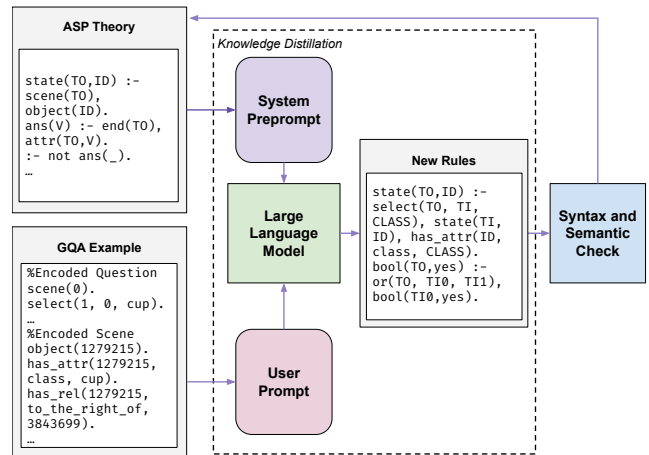 ASP Theory
state(TO,ID) :-
scene(TO),
object(ID).
ans(V) :- end(TO),
attr(TO,V).
:- not ans(_).
…
Knowledge Distillation
System
Preprompt
Large
Language
Model
User
Prompt
New Rules
state(TO,ID) :-
select(TO, TI,
CLASS), state(TI,
ID), has_attr(ID,
class, CLASS).
bool(TO,yes) :-
or(TO, TI0, TI1),
bool(TI0,yes).
Syntax and
Semantic
Check
GQA Example
%Encoded Question
scene(0).
select(1, 0, cup).
…
%Encoded Scene
object(1279215).
has_attr(1279215,
class, cup).
has_rel(1279215,
to_the_right_of,
3843699).
…